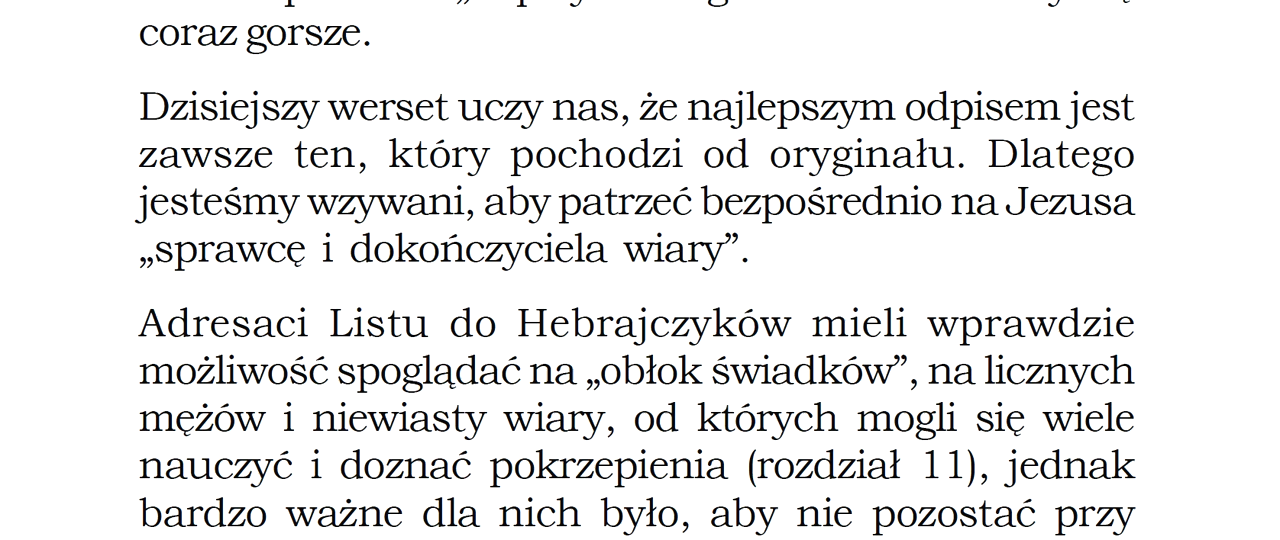 coraz gorsze.
Dzisiejszy werset uczy nas, że najlepszym odpisem jest
zawsze ten, który pochodzi od oryginału. Dlatego
jesteśmy wzywani, aby patrzeć bezpośrednio na Jezusa
„sprawcę i dokończyciela wiary”.
Adresaci Listu do Hebrajczyków mieli wprawdzie
możliwość spoglądać na „obłok świadków”, na licznych
mężów i niewiasty wiary, od których mogli się wiele
nauczyć i doznać pokrzepienia (rozdział 11), jednak
bardzo ważne dla nich było, aby nie pozostać przy